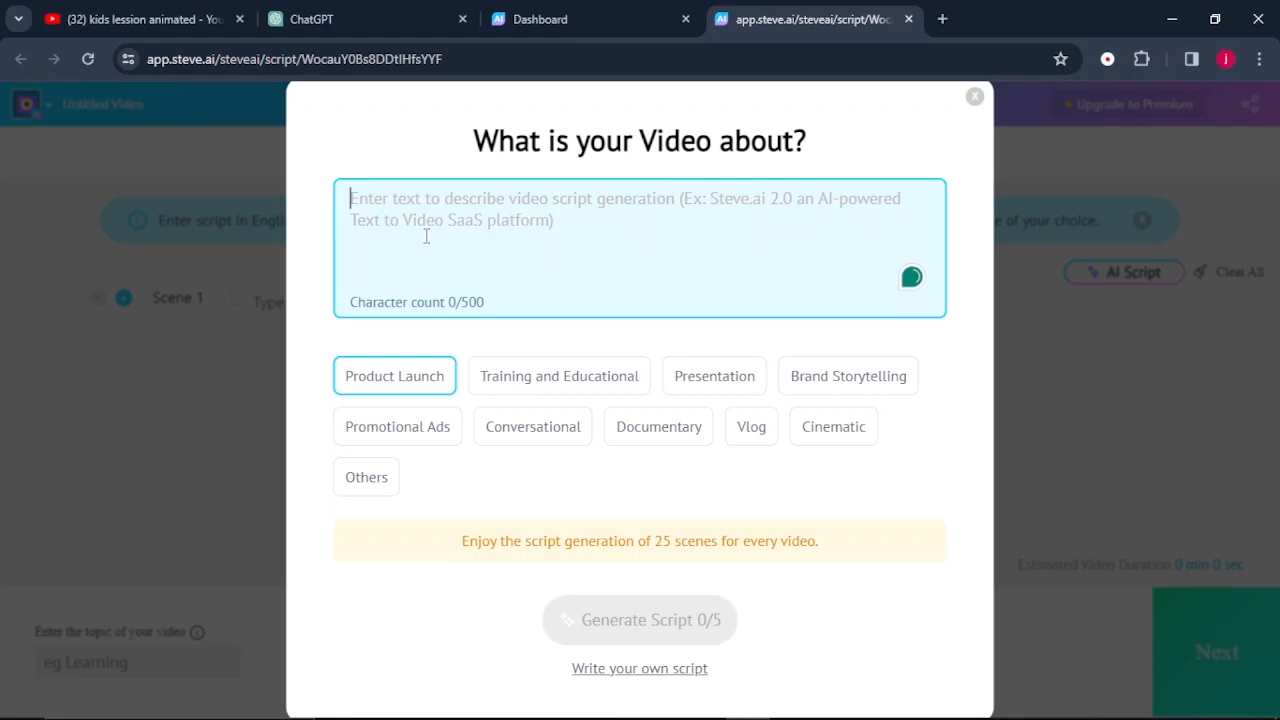 (32) kids lession animated - You
ChatGPT
Dashboard
app.steve.ai/steveai/script/Woc
app.steve.ai/steveai/script/WocauY0Bs8DDtIHfsYYF
j
Untitled Video
Upgrade to Premium
X
What is your Video about?
Enter text to describe video script generation (Ex: Steve.ai 2.0 an AI-powered
Text to Video SaaS platform)
Character count 0/500
Enter script in Engli
e of your choice.
X
AI Script
Clear All
Scene 1
Type
Product Launch
Training and Educational
Presentation
Brand Storytelling
Promotional Ads
Conversational
Documentary
Vlog
Cinematic
Others
Enjoy the script generation of 25 scenes for every video.
Estimated Video Duration 0 min 0 sec
Generate Script 0/5
Write your own script
Enter the topic of your video
eg Learning
Next